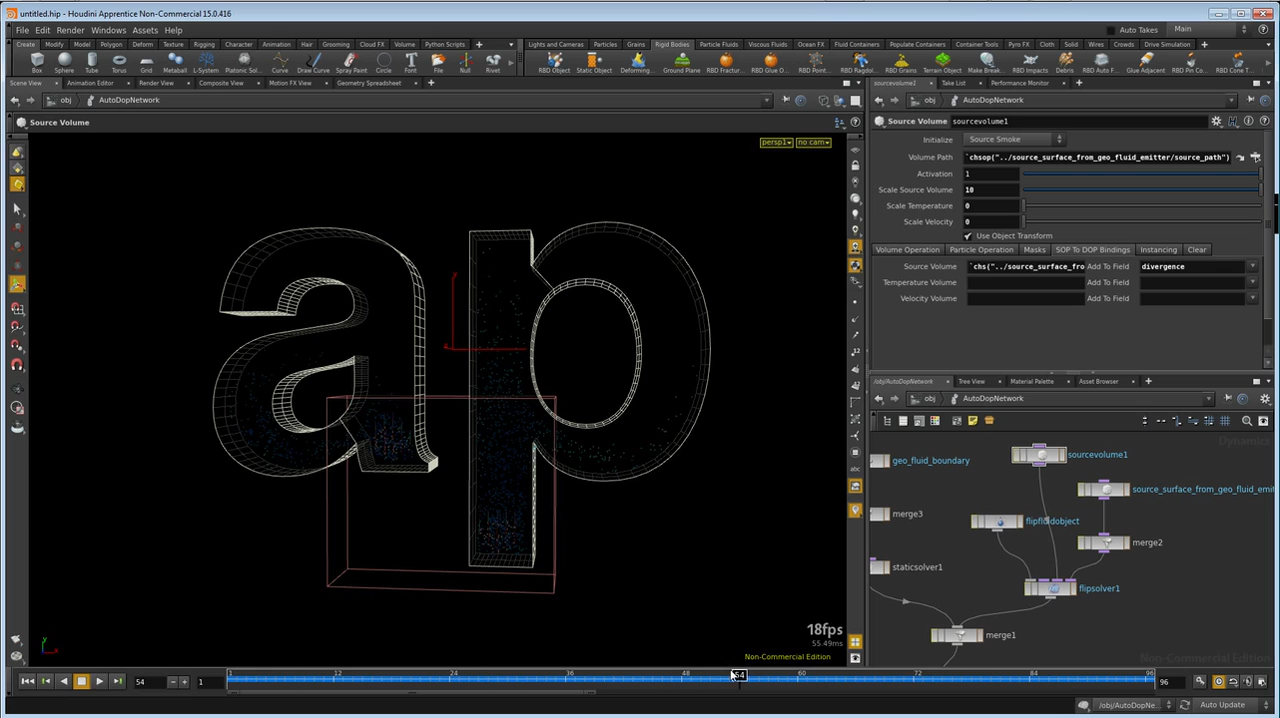 untitled.hip - Houdini Apprentice Non-Commercial 15.0.416
File Edit Render Windows Assets Help
Auto Takes Main
Create Modify Model Polygon Deform Texture Rigging Character Animation Hair Grooming Cloud FX Volume Python Scripts
Lights and Cameras Particles Grains Rigid Bodies Particle Fluids Viscous Fluids Ocean FX Fluid Containers Populate Containers Container Tools Pyro FX Cloth Solid Wires Crowds Drive Simulation
Box Sphere Tube Torus Grid Metaball L-System Platonic Sol... Curve Draw Curve Spray Paint Circle Font File Null Rivet
RBD Object Static Object Deforming... Ground Plane RBD Fractur... RBD Glue O... RBD Point... RBD Ragdol... RBD Grains Terrain Object Make Break... RBD Impacts Debris RBD Auto F... Glue Adjacent RBD Pin Co... RBD Cone T...
Scene View Animation Editor Render View Composite View Motion FX View Geometry Spreadsheet
obj AutoDopNetwork
Source Volume
persp1 no cam
a p
18fps
55.49ms
Non-Commercial Edition
sourcevolume1 Take List Performance Monitor
obj AutoDopNetwork
Source Volume sourcevolume1
Initialize Source Smoke
Volume Path `chsop("../source_surface_from_geo_fluid_emitter/source_path")
Activation 1
Scale Source Volume 10
Scale Temperature 0
Scale Velocity 0
Use Object Transform
Volume Operation Particle Operation Masks SOP To DOP Bindings Instancing Clear
Source Volume `chs("../source_surface_fro Add To Field divergence
Temperature Volume Add To Field
Velocity Volume Add To Field
/obj/AutoDopNetwork Tree View Material Palette Asset Browser
obj AutoDopNetwork
Dynamics
geo_fluid_boundary
sourcevolume1
source_surface_from_geo_fluid_emit
merge3
flipfluidobject
merge2
staticsolver1
flipsolver1
merge1
Non-Commercial Edition
54 1
1 12 24 36 48 54 60 72 84 96
96
/obj/AutoDopNe... Auto Update